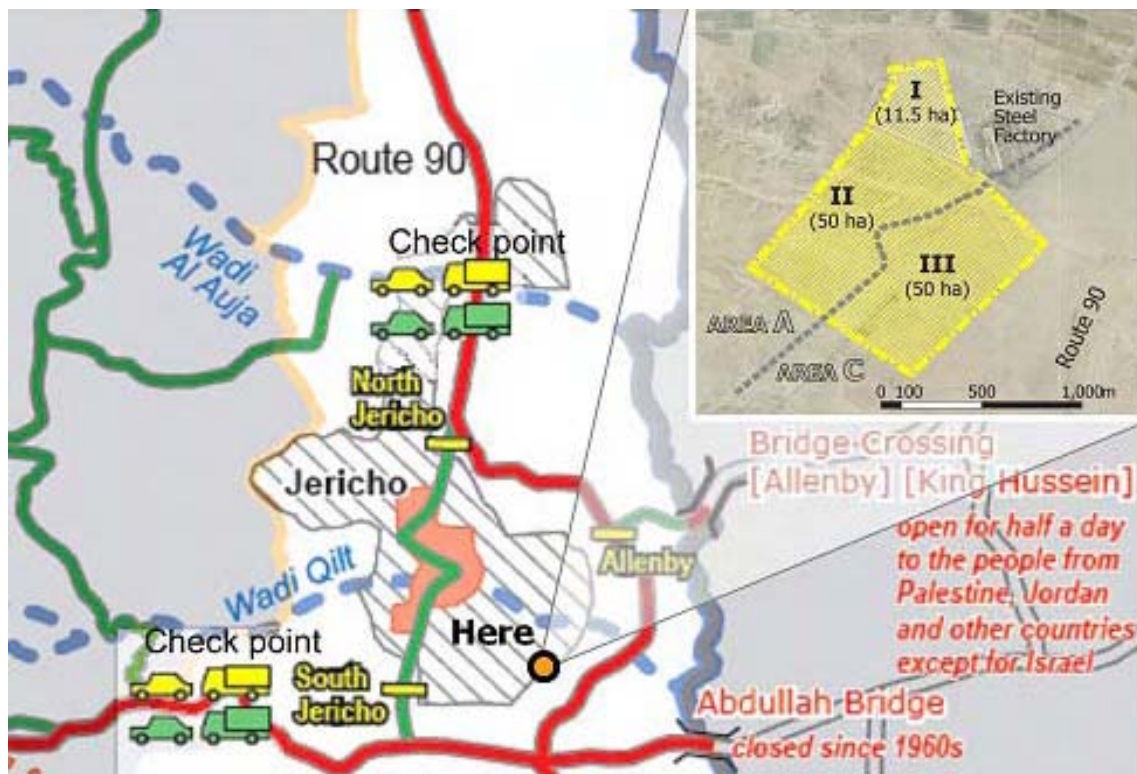 Route 90
Wadi
Al Auja
Check point
North
Jericho
Jericho
Wadi Qilt
Here
Check point
South
Jericho
Allenby
I
(11.5 ha)
Existing
Steel
Factory
II
(50 ha)
III
(50 ha)
AREA A
AREA C
Route 90
0 100 500 1,000m
Bridge Crossing
[Allenby] [King Hussein]
open for half a day
to the people from
Palestine, Jordan
and other countries
except for Israel
Abdullah Bridge
closed since 1960s